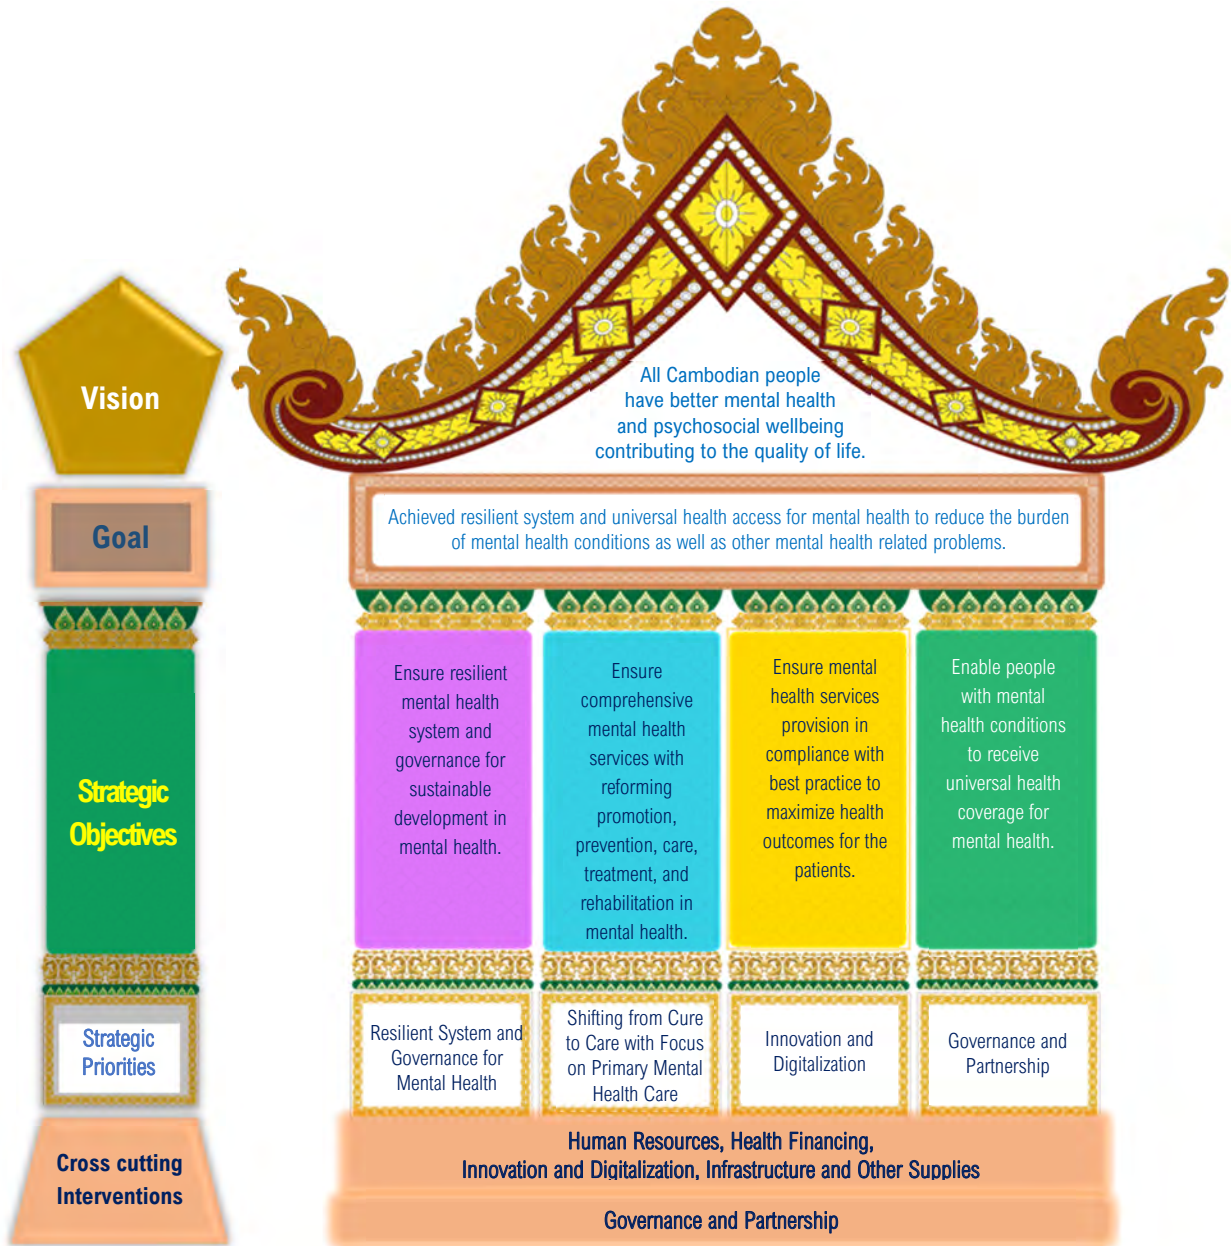 Vision
All Cambodian people
have better mental health
and psychosocial wellbeing
contributing to the quality of life.
Goal
Achieved resilient system and universal health access for mental health to reduce the burden
of mental health conditions as well as other mental health related problems.
Strategic
Objectives
Ensure resilient
mental health
system and
governance for
sustainable
development in
mental health.
Ensure
comprehensive
mental health
services with
reforming
promotion,
prevention, care,
treatment, and
rehabilitation in
mental health.
Ensure mental
health services
provision in
compliance with
best practice to
maximize health
outcomes for the
patients.
Enable people
with mental
health conditions
to receive
universal health
coverage for
mental health.
Strategic
Priorities
Resilient System and
Governance for
Mental Health
Shifting from Cure
to Care with Focus
on Primary Mental
Health Care
Innovation and
Digitalization
Governance and
Partnership
Cross cutting
Interventions
Human Resources, Health Financing,
Innovation and Digitalization, Infrastructure and Other Supplies
Governance and Partnership